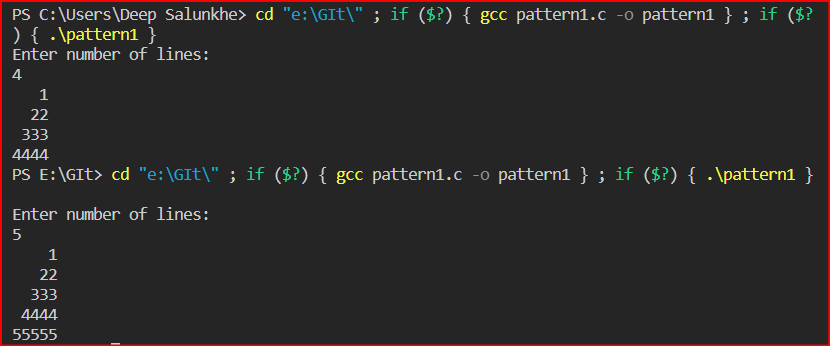 PS C:\Users\Deep Salunkhe> cd "e:\GIt\" ; if ($?) { gcc pattern1.c -o pattern1 } ; if ($?
) { .\pattern1 }
Enter number of lines:
4
   1
  22
 333
4444
PS E:\GIt> cd "e:\GIt\" ; if ($?) { gcc pattern1.c -o pattern1 } ; if ($?) { .\pattern1 }
Enter number of lines:
5
    1
   22
  333
 4444
55555